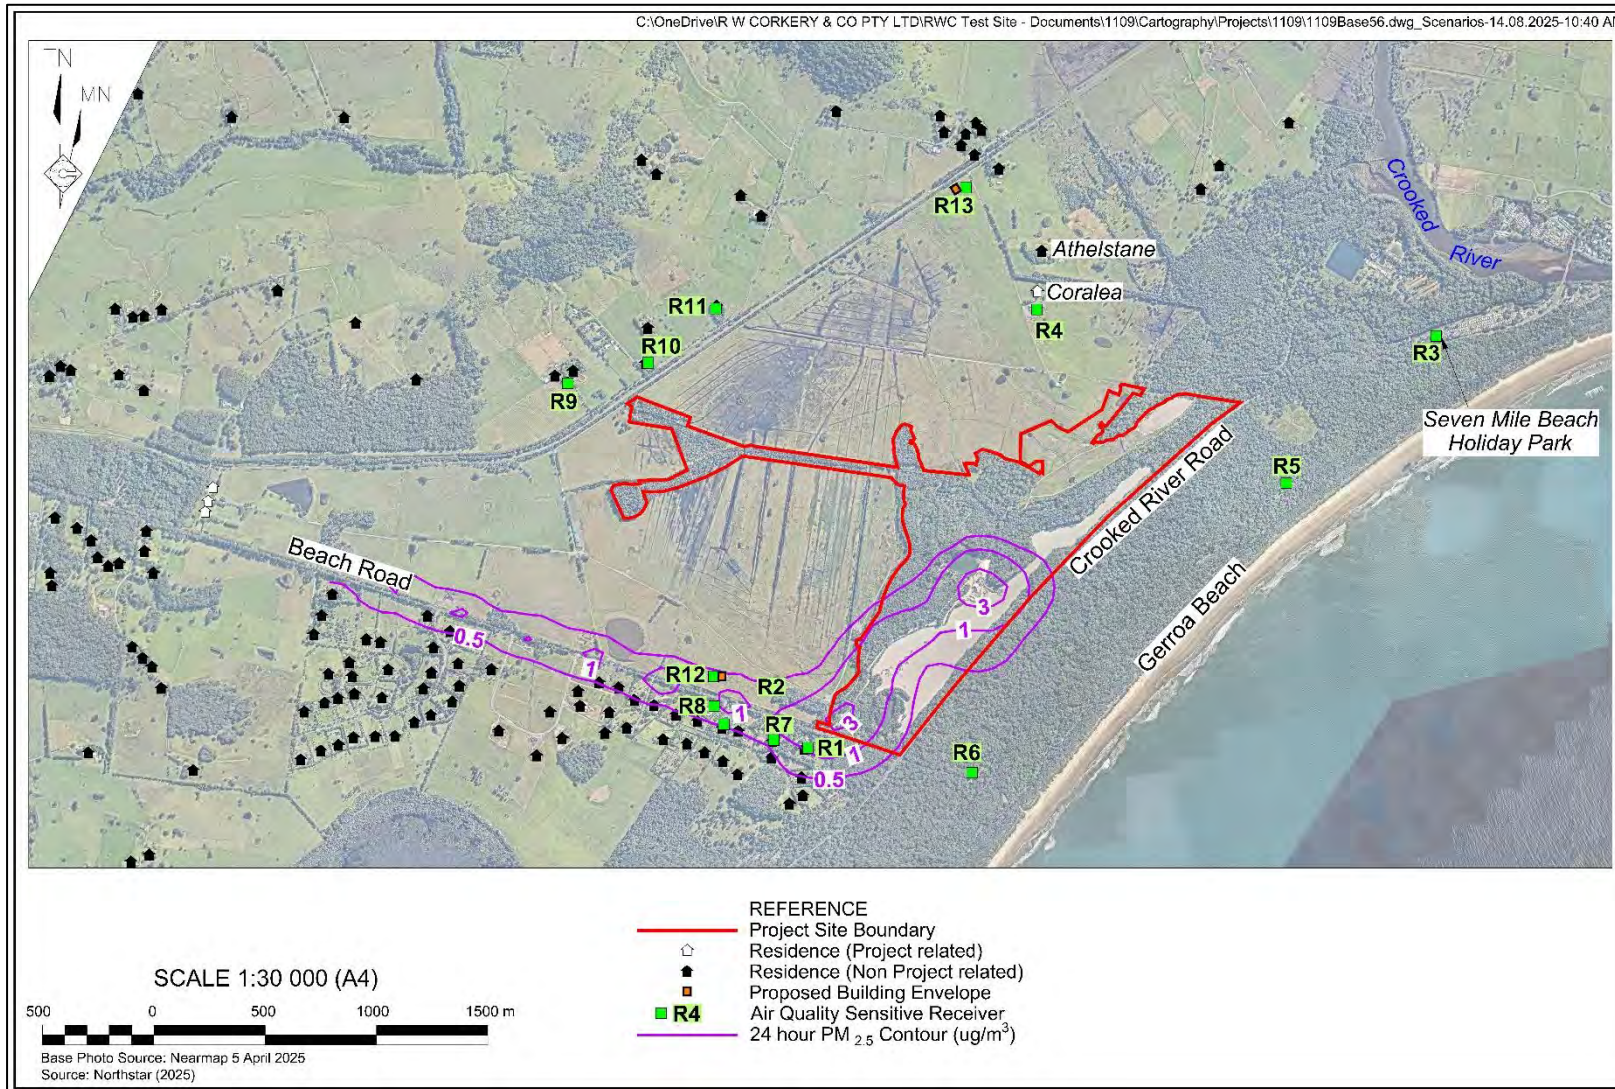 C:\OneDrive\R W CORKERY & CO PTY LTD\RWC Test Site - Documents\1109\Cartography\Projects\1109\1109Base56.dwg_Scenarios-14.08.2025-10:40 AM
N
MN
Crooked
River
R13
Athelstane
Coralea
R4
R11
R10
R9
R3
Seven Mile Beach
Holiday Park
R5
Crooked River Road
Gerroa Beach
Beach Road
0.5
1
3
1
R12
R2
R8
1
R7
R1
3
1
0.5
R6
REFERENCE
Project Site Boundary
Residence (Project related)
Residence (Non Project related)
Proposed Building Envelope
R4 Air Quality Sensitive Receiver
24 hour PM 2.5 Contour (ug/m³)
SCALE 1:30 000 (A4)
500 0 500 1000 1500 m
Base Photo Source: Nearmap 5 April 2025
Source: Northstar (2025)